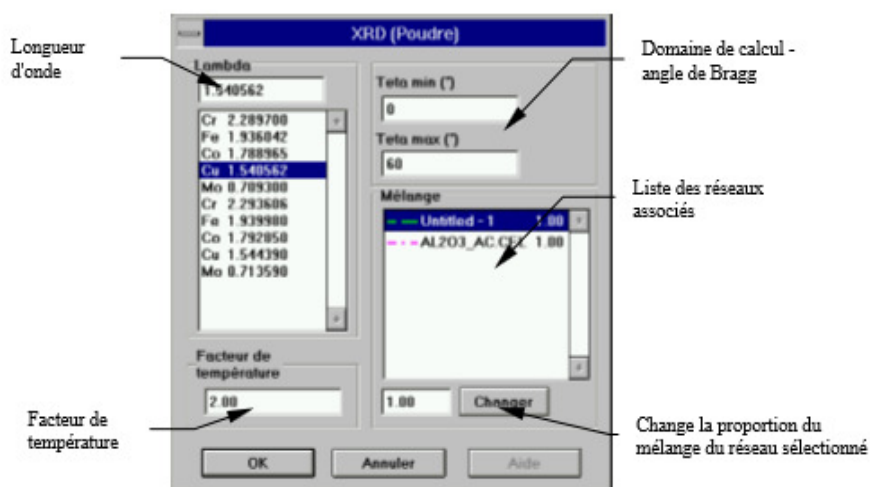 XRD (Poudre)
Longueur
d'onde
Lambda
1.540562
Cr 2.289700
Fe 1.936042
Co 1.788965
Cu 1.540562
Mo 0.709300
Cr 2.293606
Fe 1.939980
Co 1.792850
Cu 1.544390
Mo 0.713590
Teta min (°)
0
Teta max (°)
60
Domaine de calcul -
angle de Bragg
Mélange
Untitled - 1 1.00
AL2O3_AC.CEL 1.00
Liste des réseaux
associés
Facteur de
température
2.00
Facteur de
température
1.00
Changer
Change la proportion du
mélange du réseau sélectionné
OK
Annuler
Aide